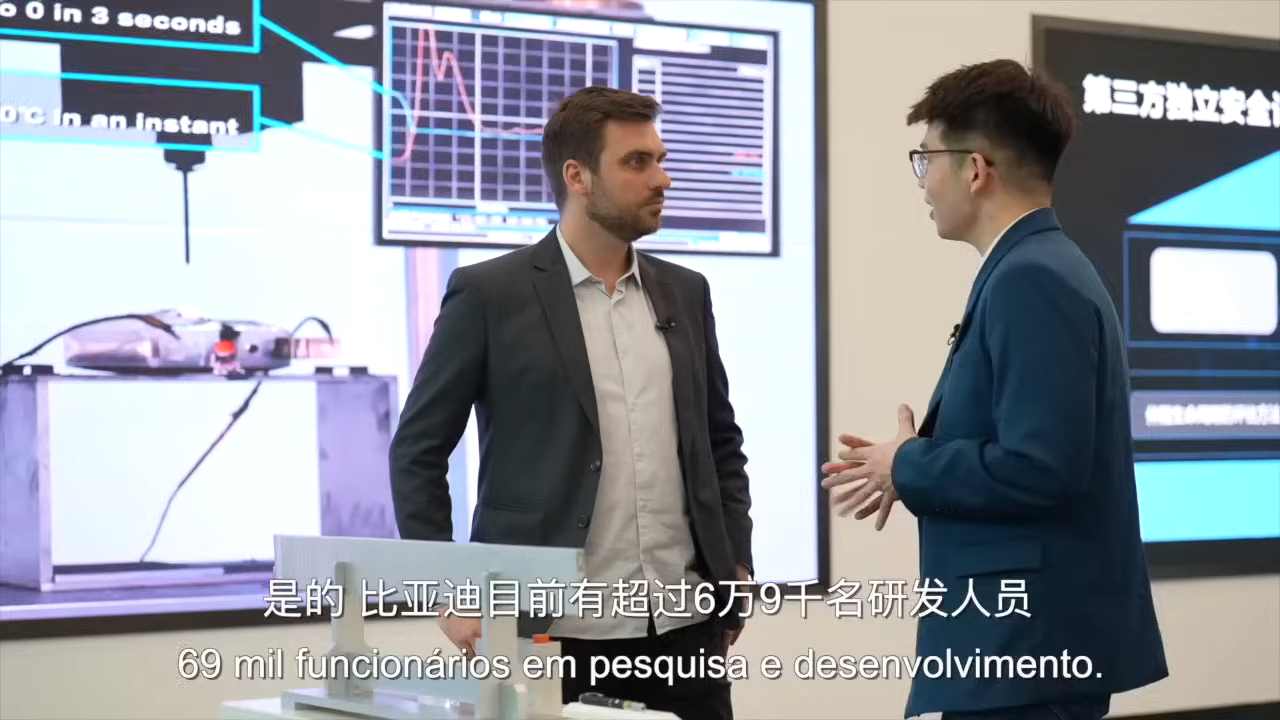 o 0 in 3 seconds
0℃ in an instant
第三方独立安全
是的 比亚迪目前有超过6万9千名研发人员
69 mil funcionários em pesquisa e desenvolvimento.